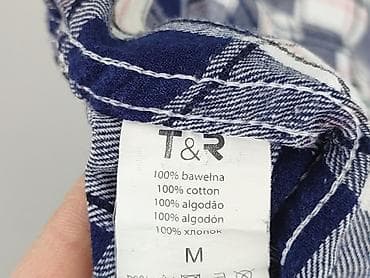 T&R
100% bawełna
100% cotton
100% algodão
100% algodón
100% хлопок
M